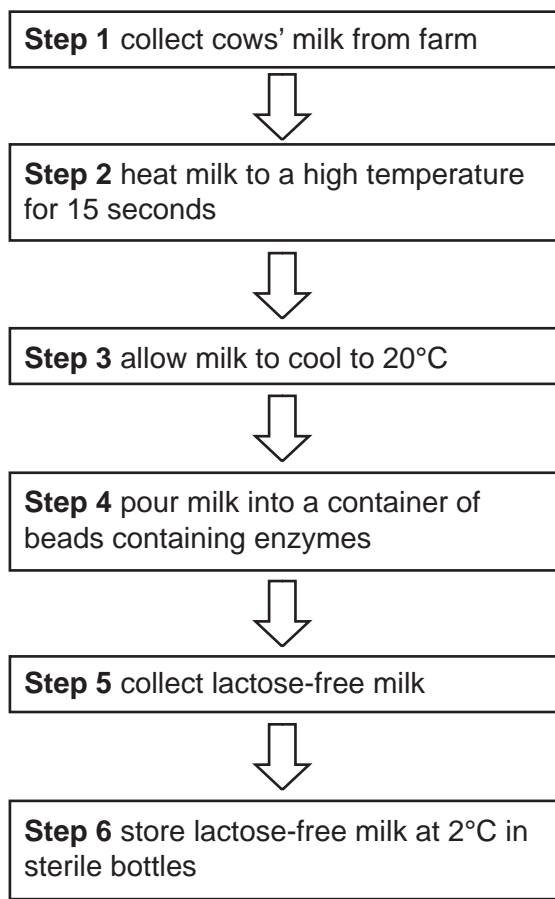 Step 1 collect cows’ milk from farm
Step 2 heat milk to a high temperature
for 15 seconds
Step 3 allow milk to cool to 20°C
Step 4 pour milk into a container of
beads containing enzymes
Step 5 collect lactose-free milk
Step 6 store lactose-free milk at 2°C in
sterile bottles